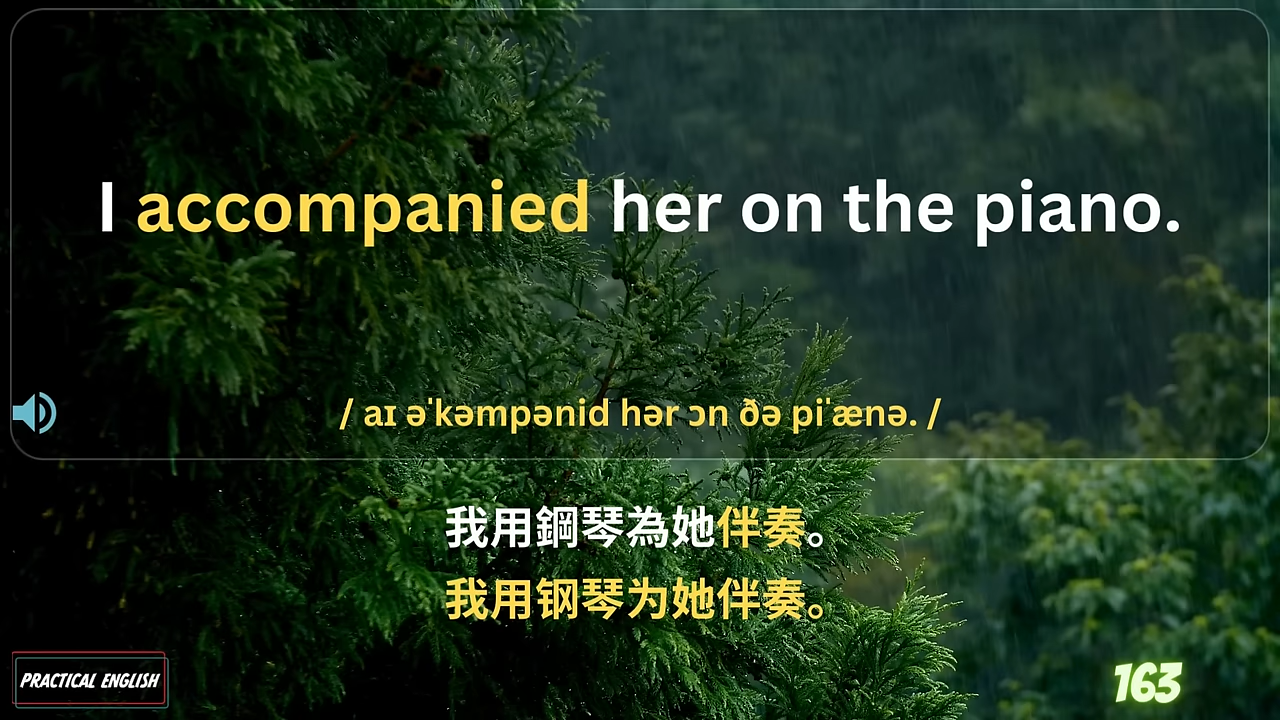 I accompanied her on the piano.
/ aɪ əˈkəmpənid hər ɔn ðə piˈænə. /
我用鋼琴為她伴奏。
我用钢琴为她伴奏。
PRACTICAL ENGLISH
163